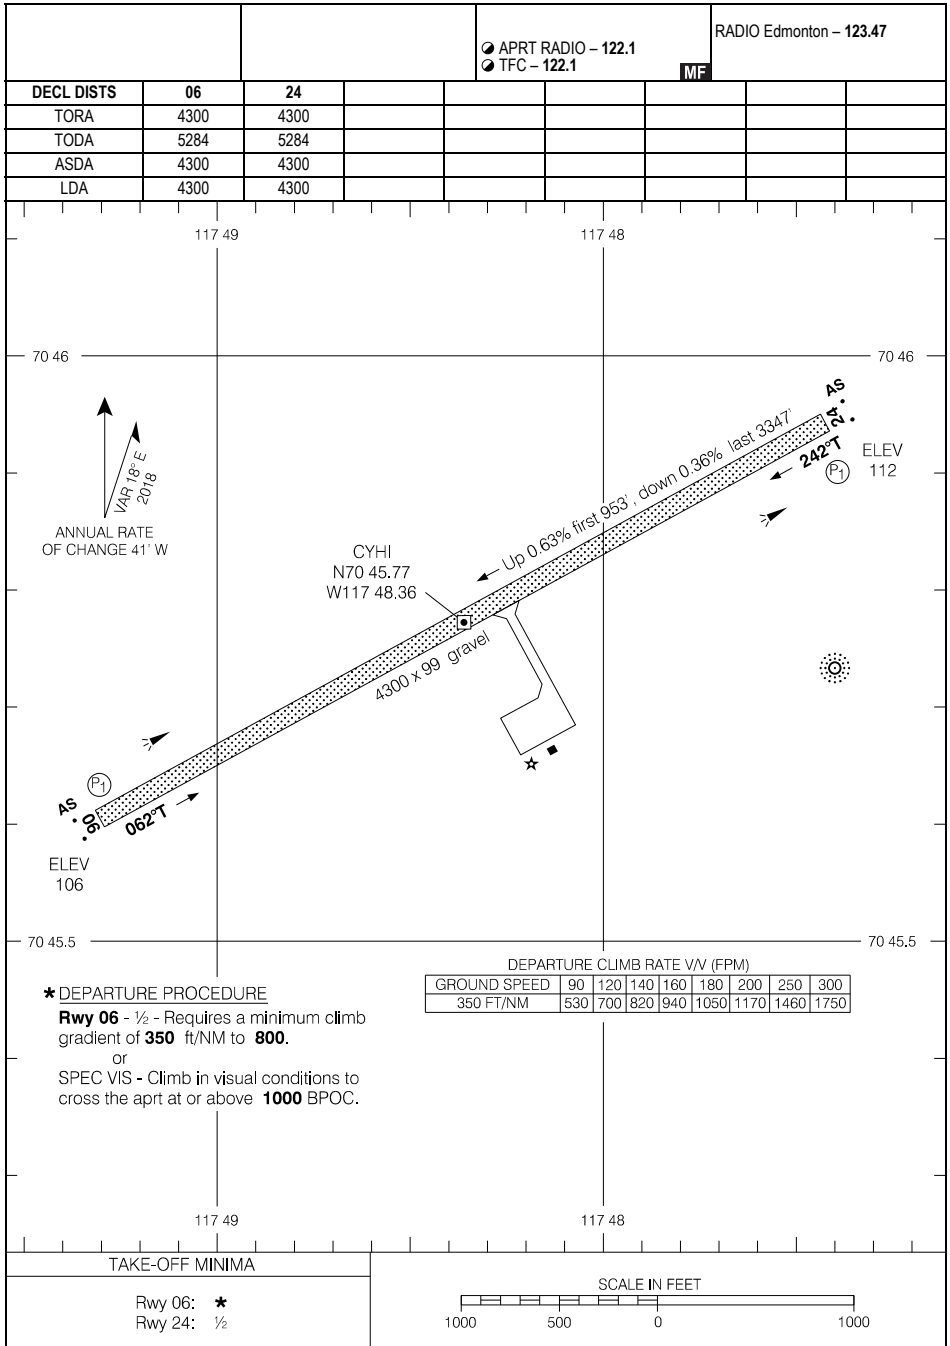 APRT RADIO – 122.1
TFC – 122.1
MF
RADIO Edmonton – 123.47
DECL DISTS 06 24
TORA 4300 4300
TODA 5284 5284
ASDA 4300 4300
LDA 4300 4300
117 49 117 48
70 46 70 46
VAR 18° E
2018
ANNUAL RATE
OF CHANGE 41' W
AS
24
242°T
P1
ELEV
112
Up 0.63% first 953', down 0.36% last 3347'
CYHI
N70 45.77
W117 48.36
4300 x 99 gravel
P1
AS
06
062°T
ELEV
106
70 45.5 70 45.5
DEPARTURE CLIMB RATE V/V (FPM)
GROUND SPEED 90 120 140 160 180 200 250 300
350 FT/NM 530 700 820 940 1050 1170 1460 1750
* DEPARTURE PROCEDURE
Rwy 06 - ½ - Requires a minimum climb
gradient of 350 ft/NM to 800.
or
SPEC VIS - Climb in visual conditions to
cross the aprt at or above 1000 BPOC.
117 49 117 48
TAKE-OFF MINIMA
Rwy 06: *
Rwy 24: ½
SCALE IN FEET
1000 500 0 1000